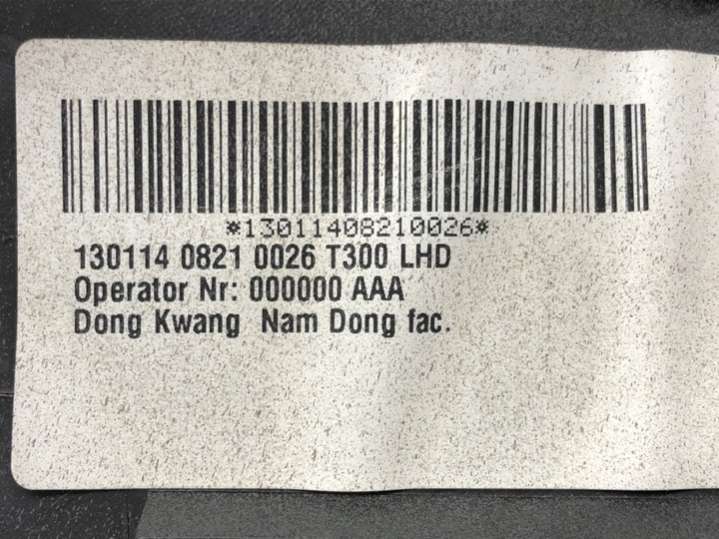 *13011408210026*
130114 0821 0026 T300 LHD
Operator Nr: 000000 AAA
Dong Kwang  Nam Dong fac.